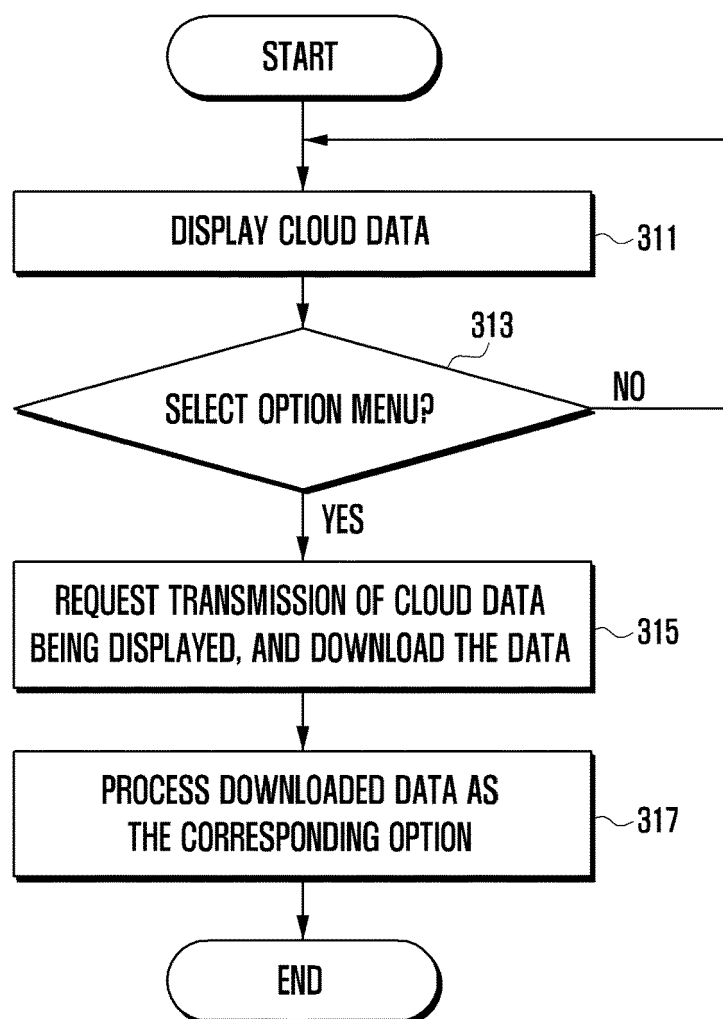 START
DISPLAY CLOUD DATA
311
313
SELECT OPTION MENU?
NO
YES
REQUEST TRANSMISSION OF CLOUD DATA
BEING DISPLAYED, AND DOWNLOAD THE DATA
315
PROCESS DOWNLOADED DATA AS
THE CORRESPONDING OPTION
317
END